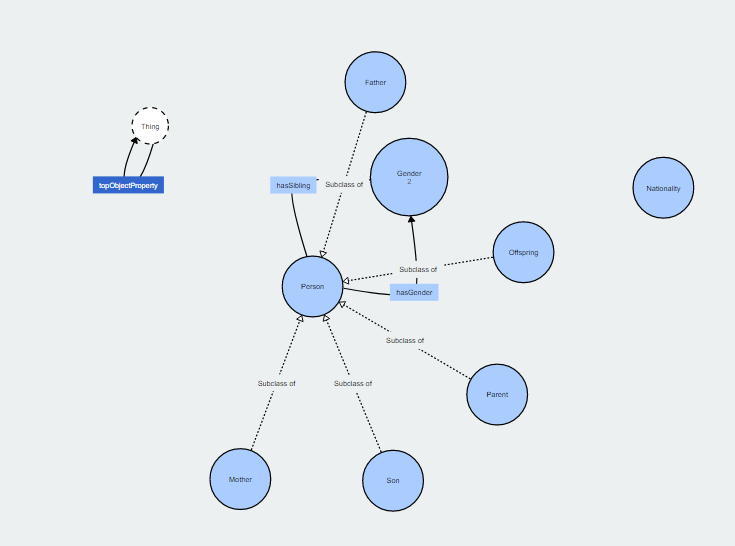 Father
Thing
Gender
2
topObjectProperty
hasSibling
Subclass of
Nationality
Offspring
Subclass of
Person
hasGender
Subclass of
Subclass of
Subclass of
Parent
Mother
Son